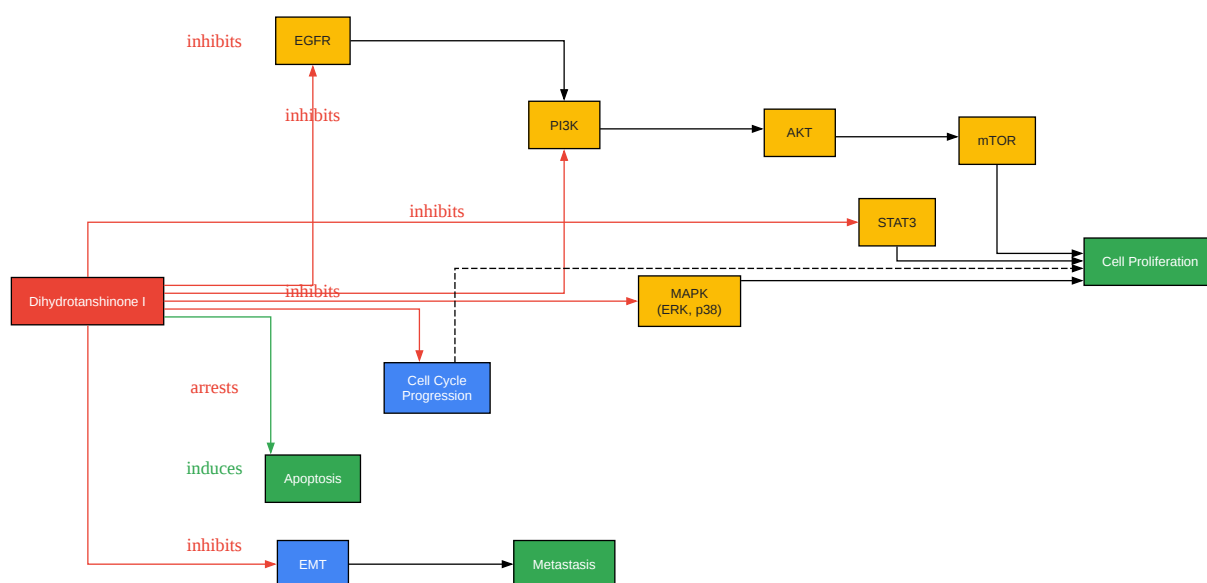 inhibits
EGFR
inhibits
PI3K
AKT
mTOR
inhibits
STAT3
Cell Proliferation
Dihydrotanshinone I
inhibits
MAPK
(ERK, p38)
Cell Cycle
Progression
arrests
induces
Apoptosis
inhibits
EMT
Metastasis